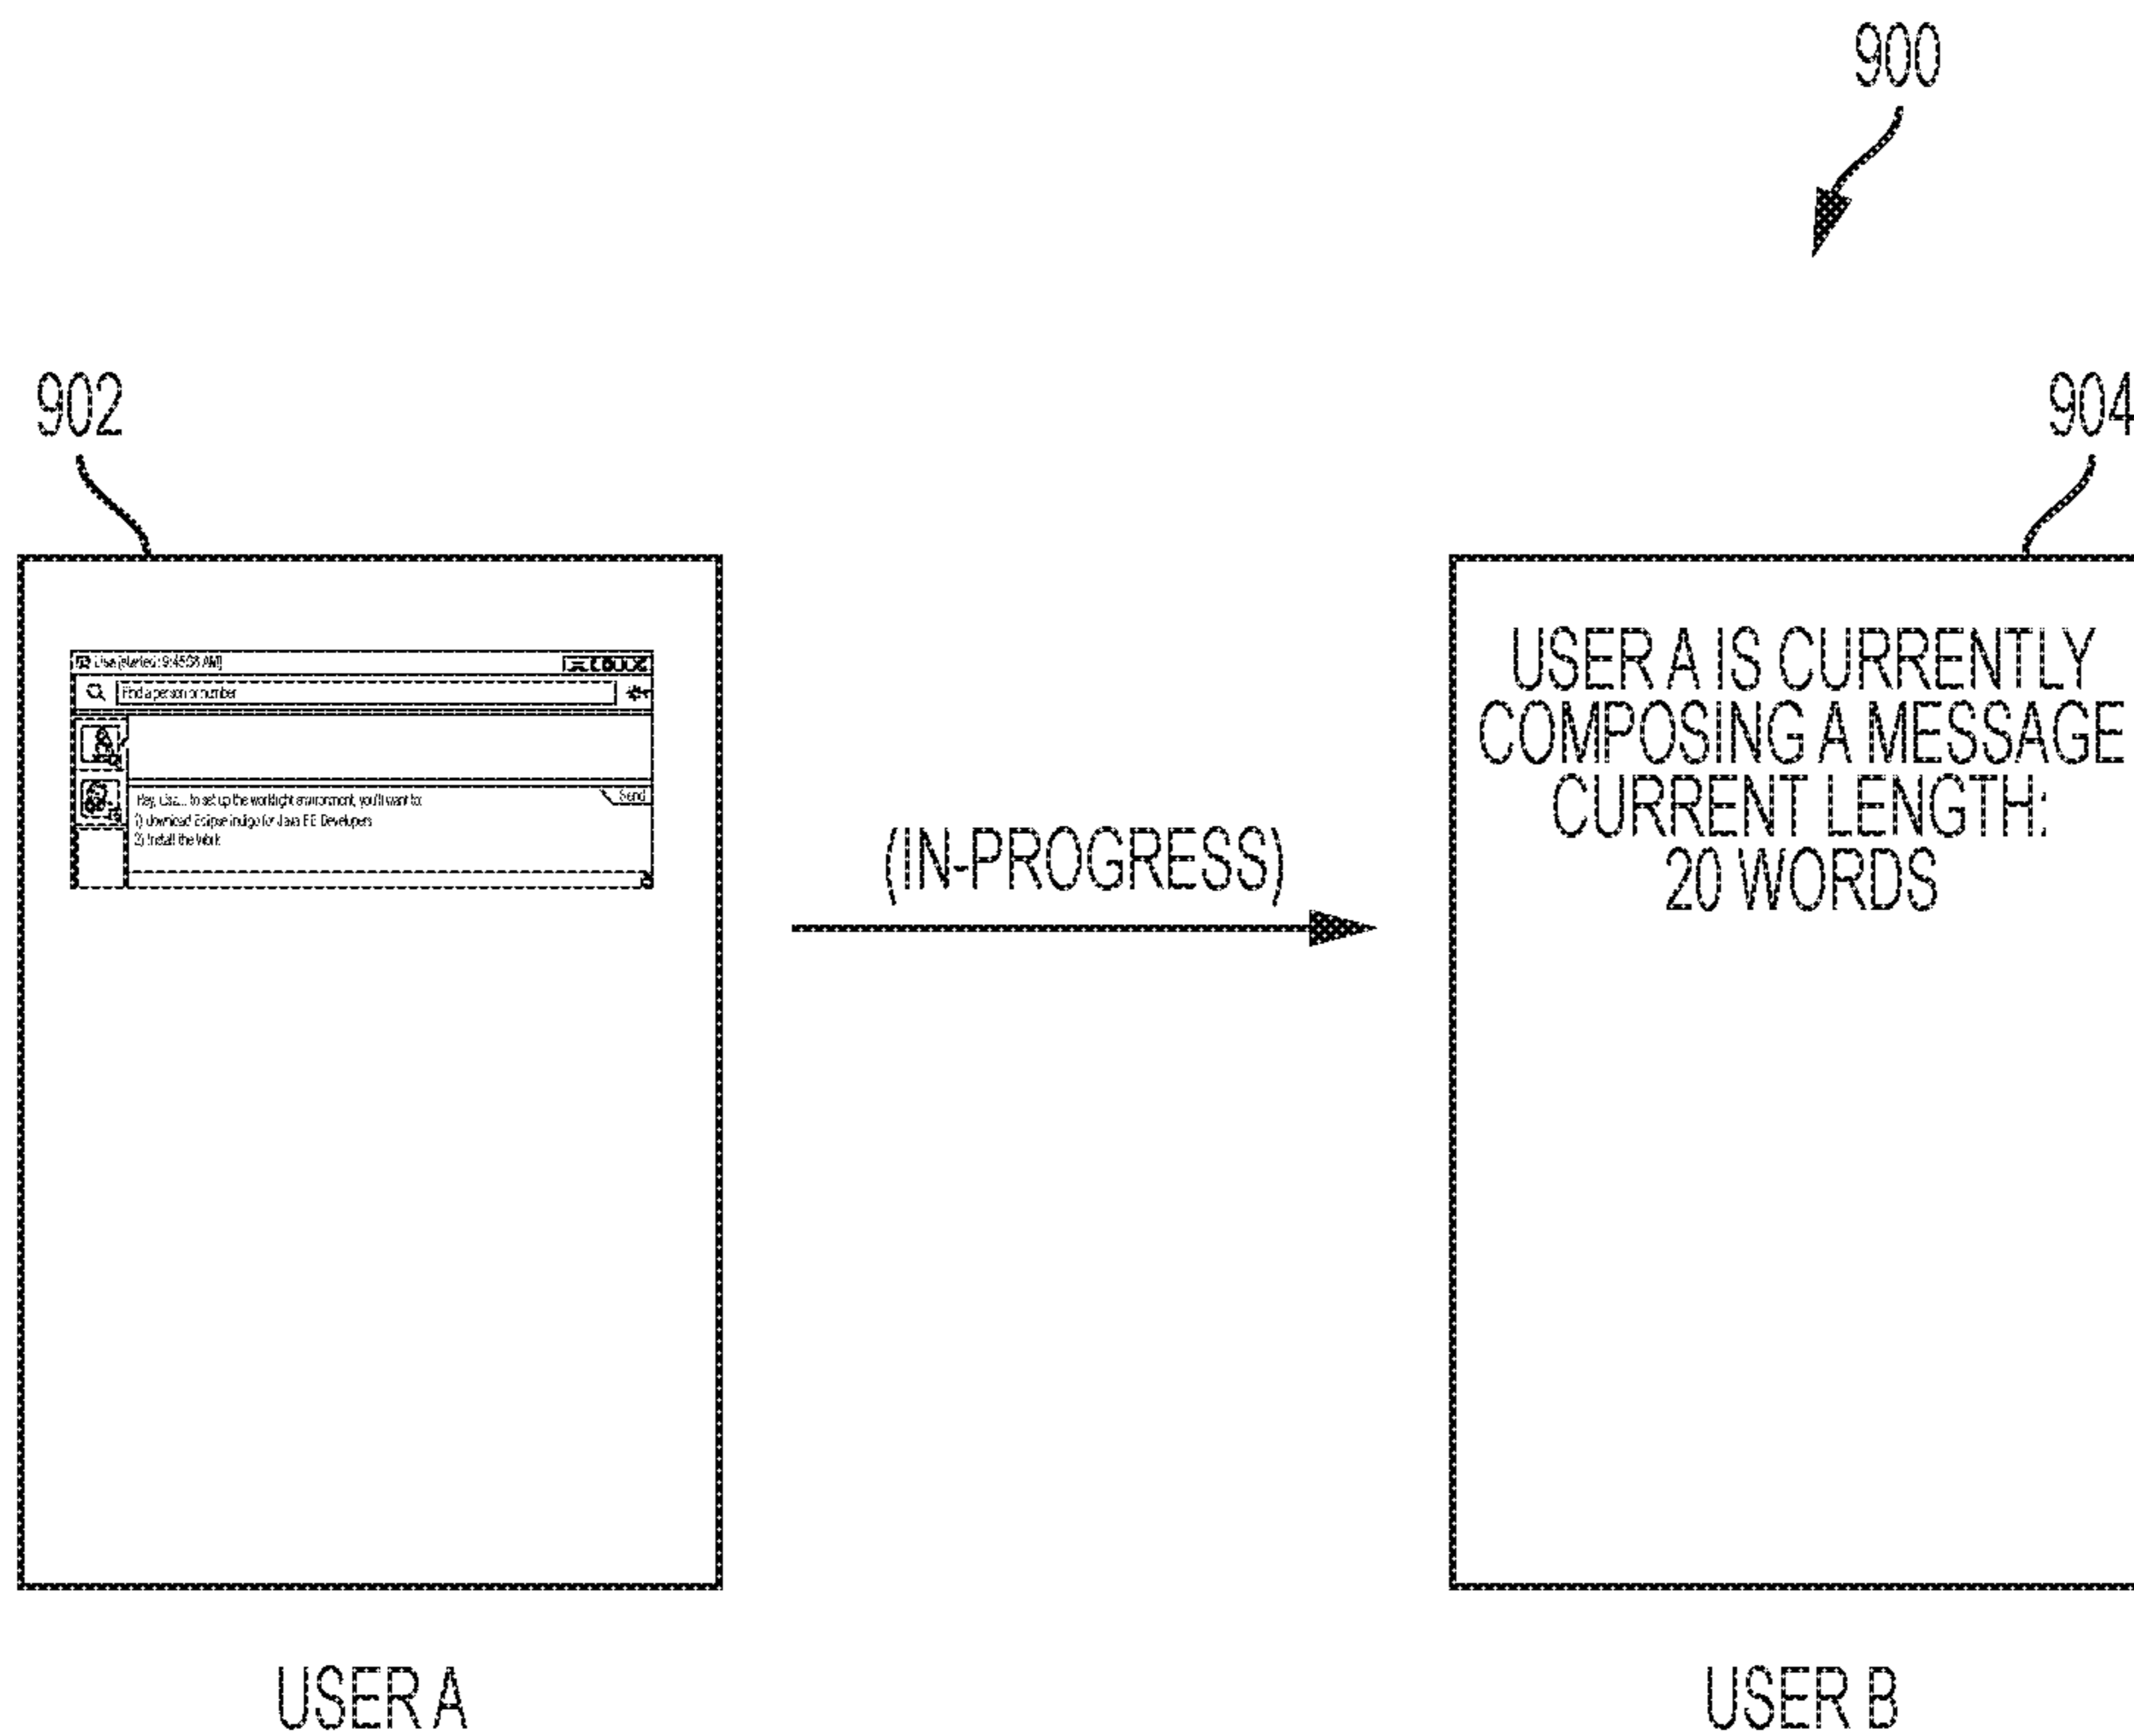 900
902
904
Lisa [started: 9:45:38 AM]
Find a person or number
Hey, Lisa... to set up the worklight environment, you'll want to:
Send
1) download Eclipse Indigo for Java EE Developers
2) Install the Work
(IN-PROGRESS)
USER A IS CURRENTLY
COMPOSING A MESSAGE
CURRENT LENGTH:
20 WORDS
USER A
USER B